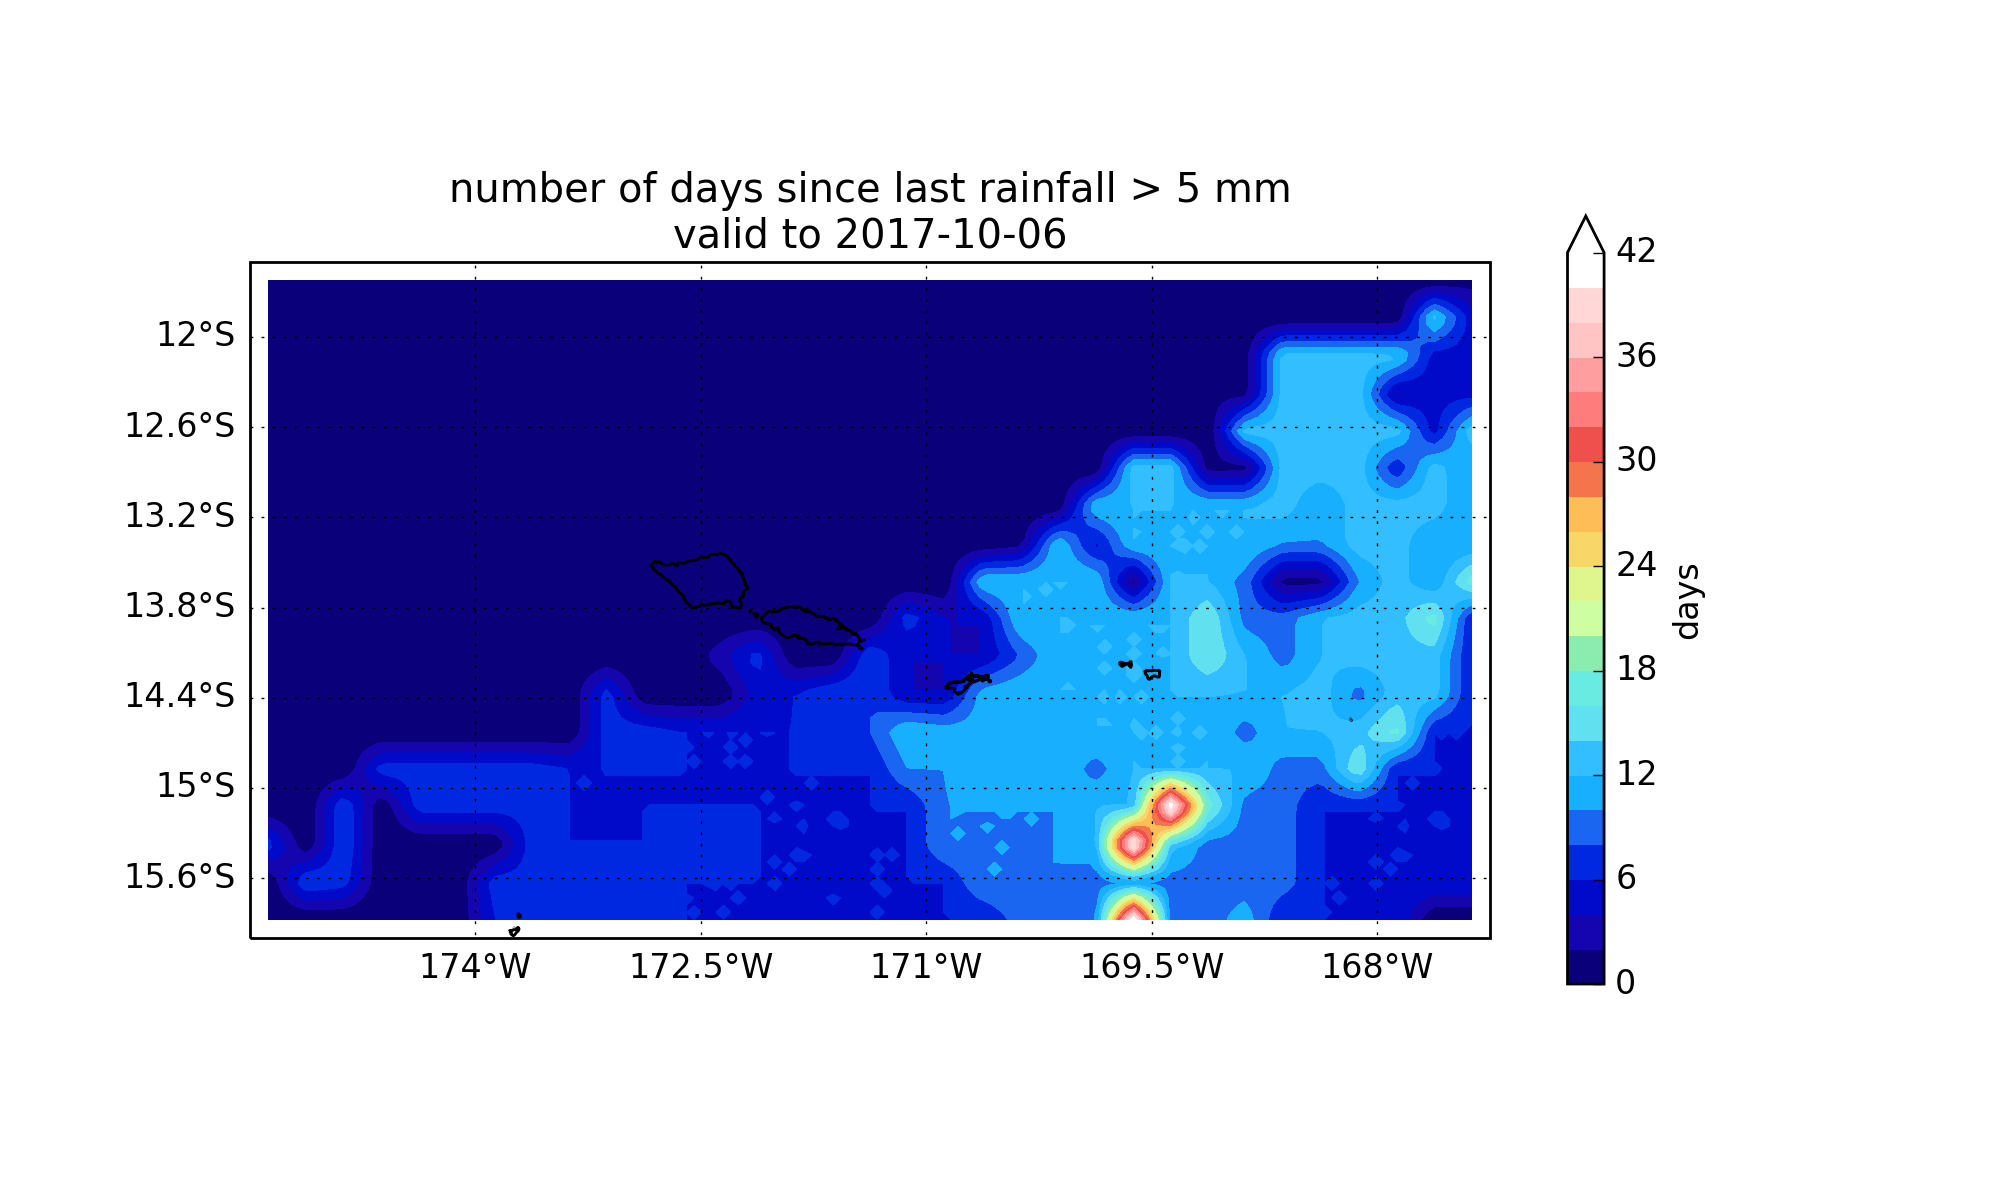 number of days since last rainfall > 5 mm
valid to 2017-10-06
12°S
12.6°S
13.2°S
13.8°S
14.4°S
15°S
15.6°S
174°W
172.5°W
171°W
169.5°W
168°W
42
36
30
24
18
12
6
0
days